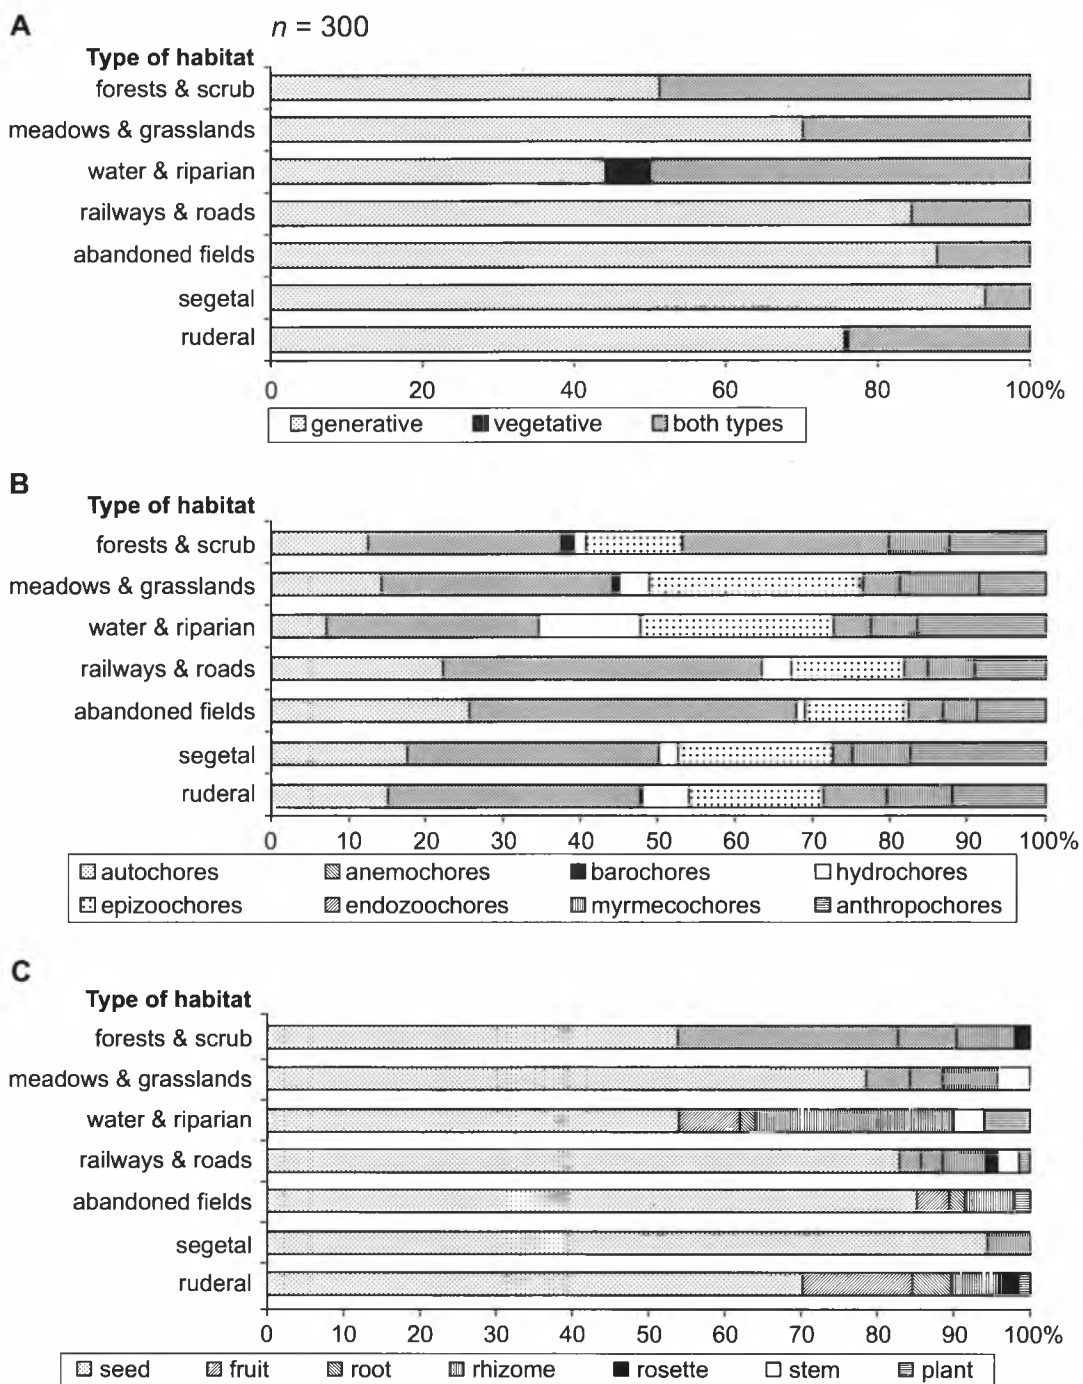 A
n = 300
Type of habitat
forests & scrub
meadows & grasslands
water & riparian
railways & roads
abandoned fields
segetal
ruderal
0 20 40 60 80 100%
generative vegetative both types
B
Type of habitat
forests & scrub
meadows & grasslands
water & riparian
railways & roads
abandoned fields
segetal
ruderal
0 10 20 30 40 50 60 70 80 90 100%
autochores anemochores barochores hydrochores
epizoochores endozoochores myrmecochores anthropochores
C
Type of habitat
forests & scrub
meadows & grasslands
water & riparian
railways & roads
abandoned fields
segetal
ruderal
0 10 20 30 40 50 60 70 80 90 100%
seed fruit root rhizome rosette stem plant